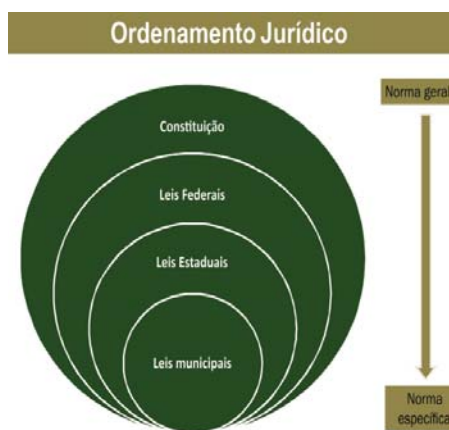 Ordenamento Jurídico
Constituição
Norma geral
Leis Federais
Leis Estaduais
Leis municipais
Norma
específica